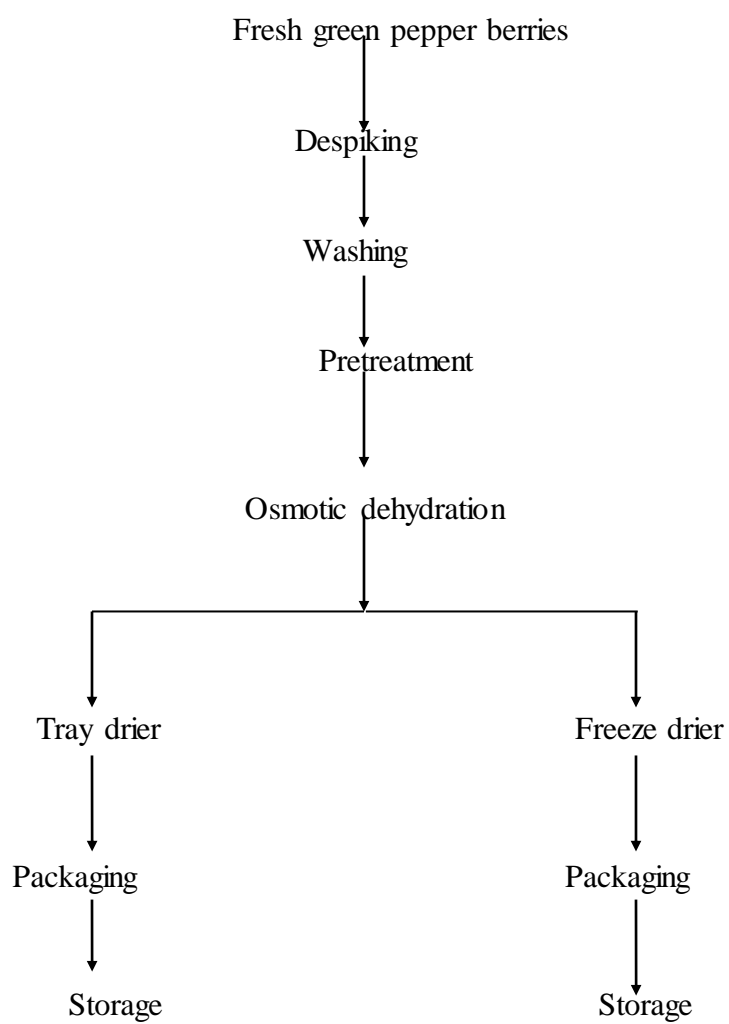 Fresh green pepper berries
Despiking
Washing
Pretreatment
Osmotic dehydration
Tray drier
Freeze drier
Packaging
Packaging
Storage
Storage